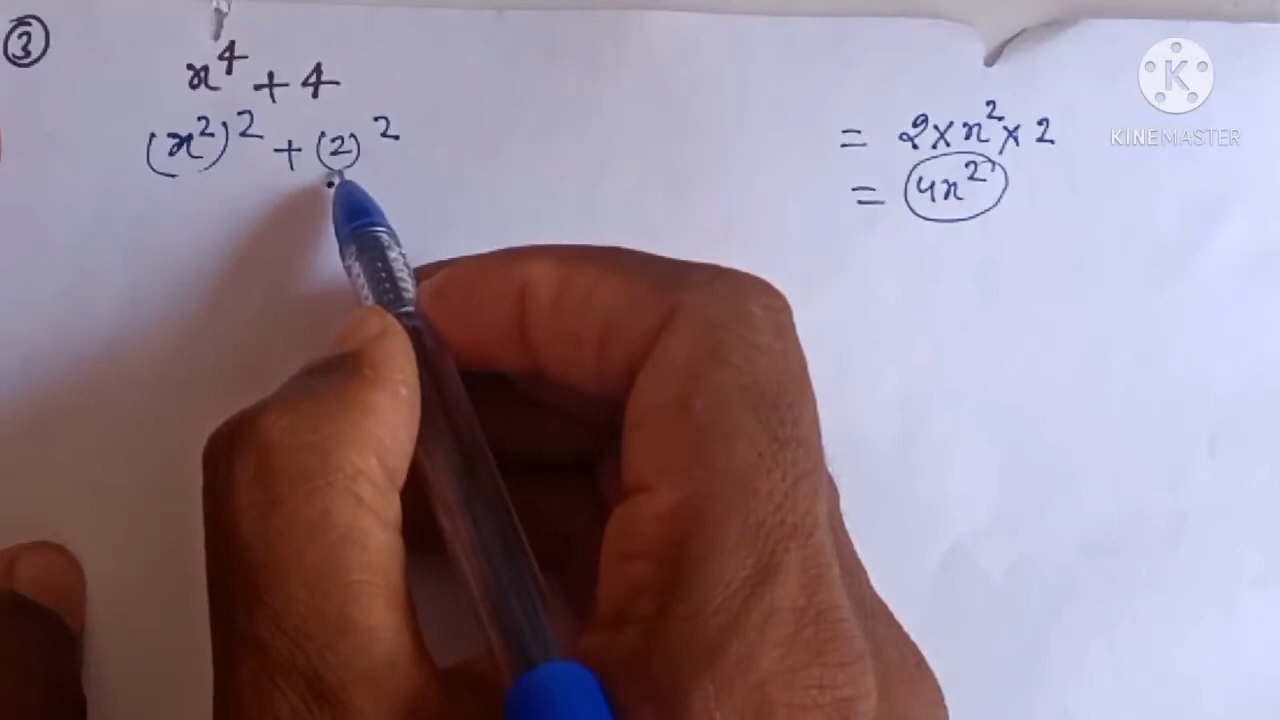 ③
x⁴ + 4
(x²)² + (2)²
= 2 × x² × 2
= 4x²
K
KINEMASTER